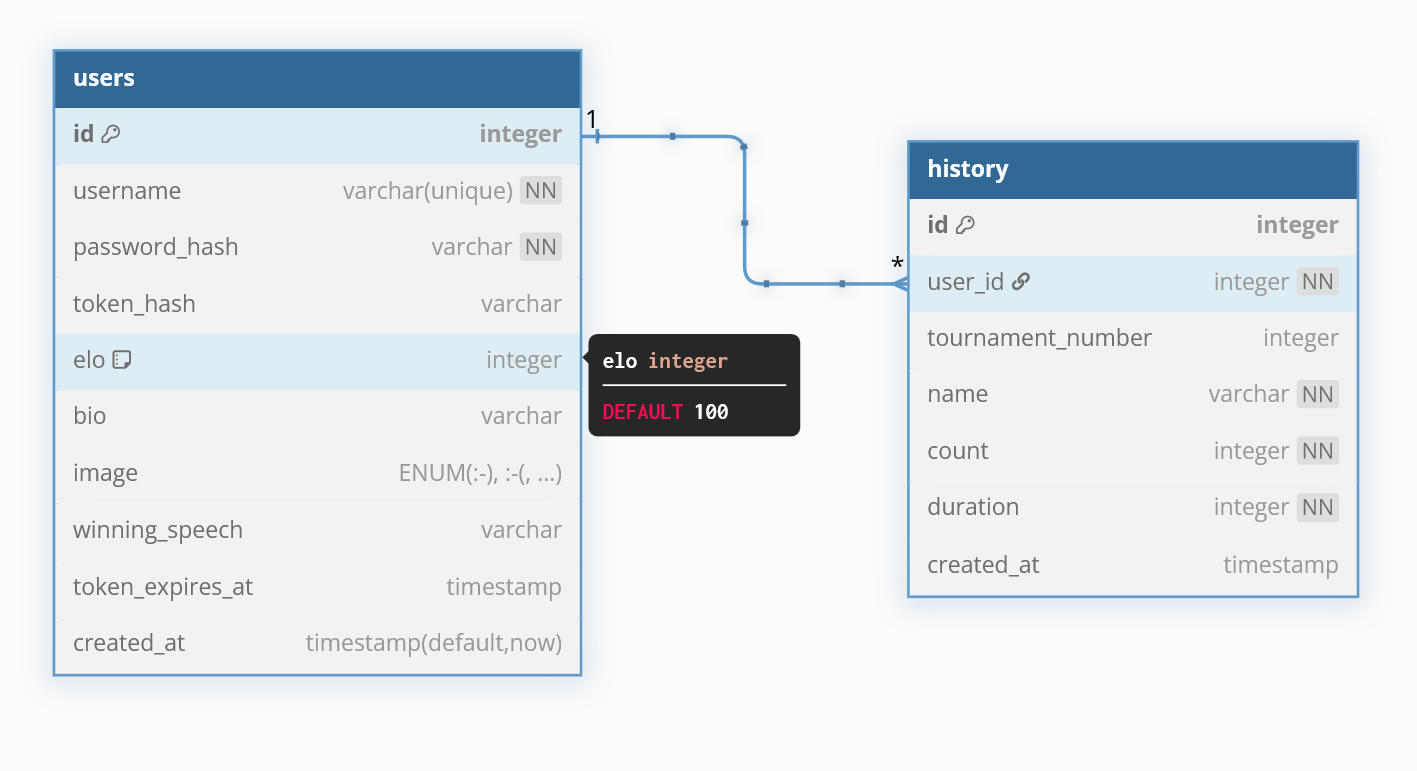 users
id integer
username varchar(unique) NN
password_hash varchar NN
token_hash varchar
elo integer
bio varchar
image ENUM(:-), :-(, ...)
winning_speech varchar
token_expires_at timestamp
created_at timestamp(default,now)
1
*
elo integer
DEFAULT 100
history
id integer
user_id integer NN
tournament_number integer
name varchar NN
count integer NN
duration integer NN
created_at timestamp